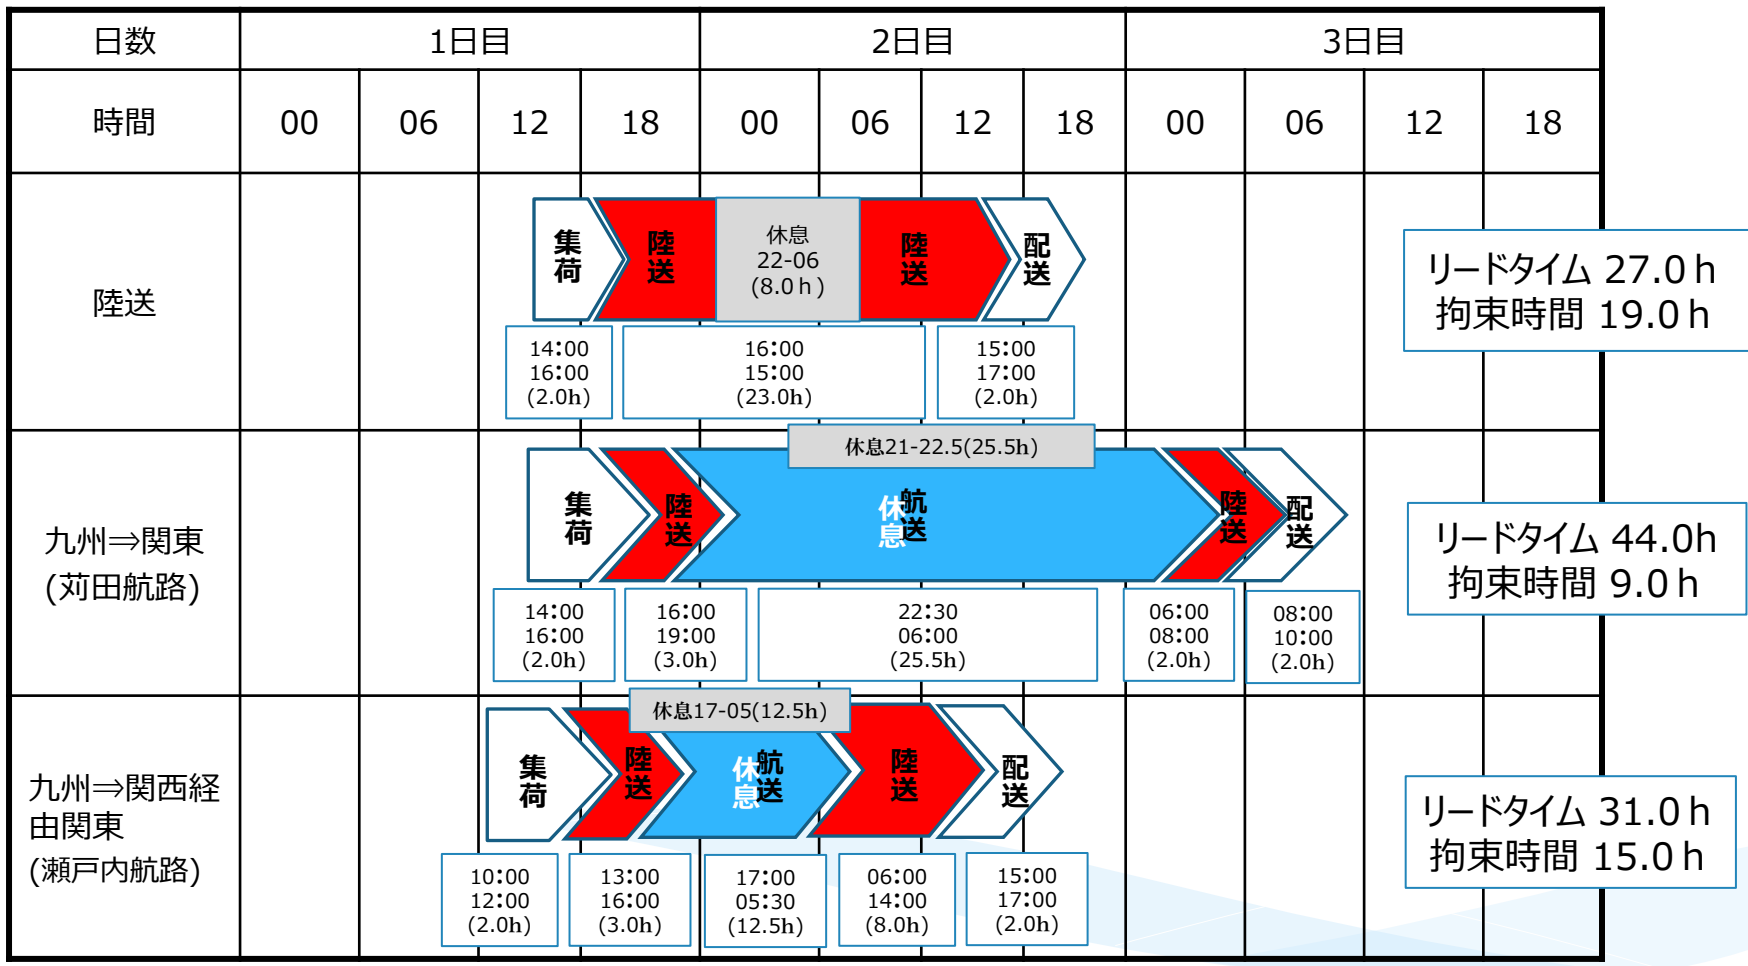 日数 1日目 2日目 3日目
時間 00 06 12 18 00 06 12 18 00 06 12 18
陸送
集荷
陸送
休息
22-06
(8.0ｈ)
陸送
配送
14:00
16:00
(2.0h)
16:00
15:00
(23.0h)
15:00
17:00
(2.0h)
リードタイム 27.0ｈ
拘束時間 19.0ｈ
九州⇒関東
(苅田航路)
休息21-22.5(25.5h)
集荷
陸送
休息
航送
陸送
配送
14:00
16:00
(2.0h)
16:00
19:00
(3.0h)
22:30
06:00
(25.5h)
06:00
08:00
(2.0h)
08:00
10:00
(2.0h)
リードタイム 44.0h
拘束時間 9.0ｈ
九州⇒関西経
由関東
(瀬戸内航路)
休息17-05(12.5h)
集荷
陸送
休息
航送
陸送
配送
10:00
12:00
(2.0h)
13:00
16:00
(3.0h)
17:00
05:30
(12.5h)
06:00
14:00
(8.0h)
15:00
17:00
(2.0h)
リードタイム 31.0ｈ
拘束時間 15.0ｈ